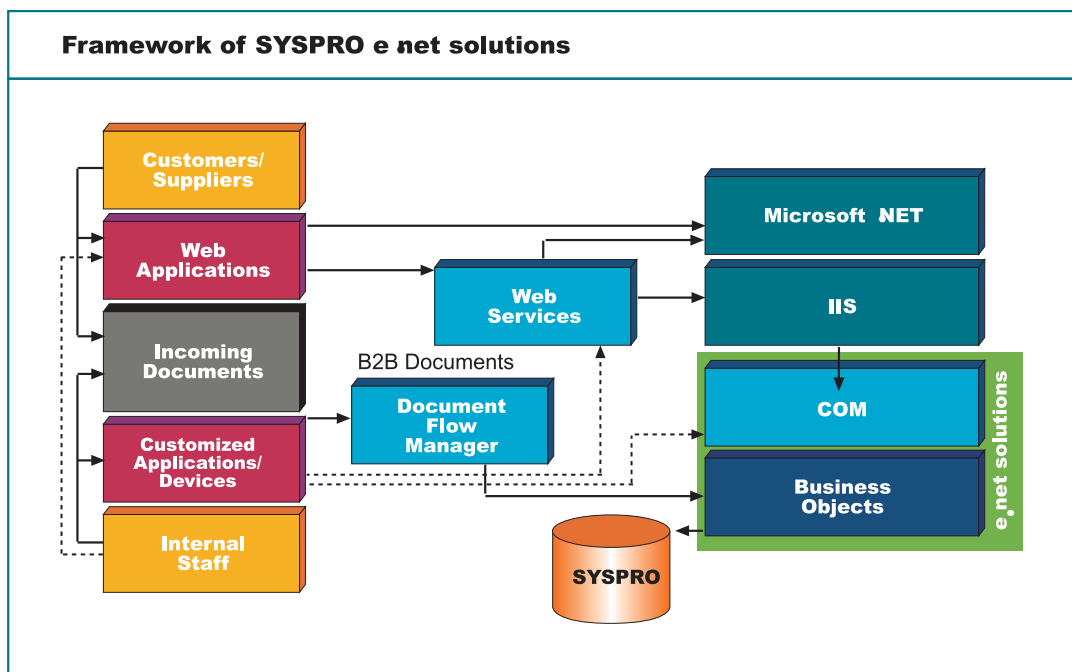 Framework of SYSPRO e.net solutions
Customers/
Suppliers
Web
Applications
Incoming
Documents
Customized
Applications/
Devices
Internal
Staff
B2B Documents
Document
Flow
Manager
Web
Services
Microsoft .NET
IIS
COM
Business
Objects
e.net solutions
SYSPRO